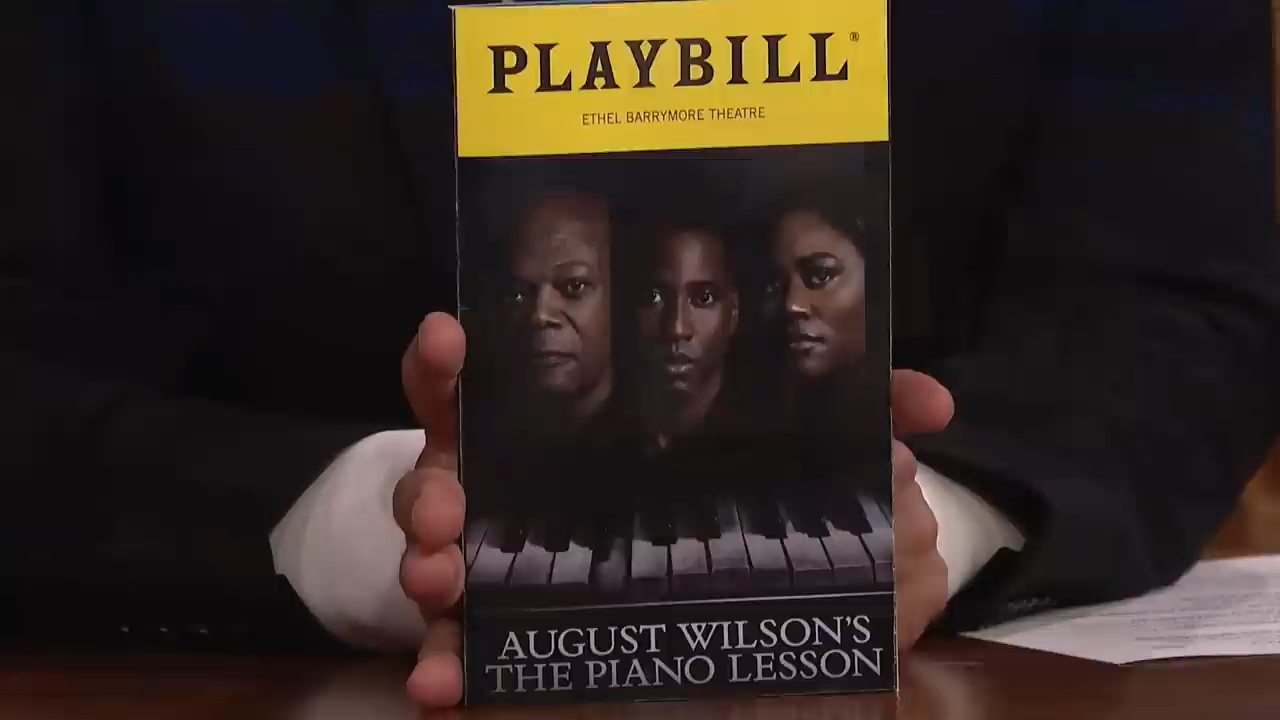 PLAYBILL®
ETHEL BARRYMORE THEATRE
AUGUST WILSON'S
THE PIANO LESSON